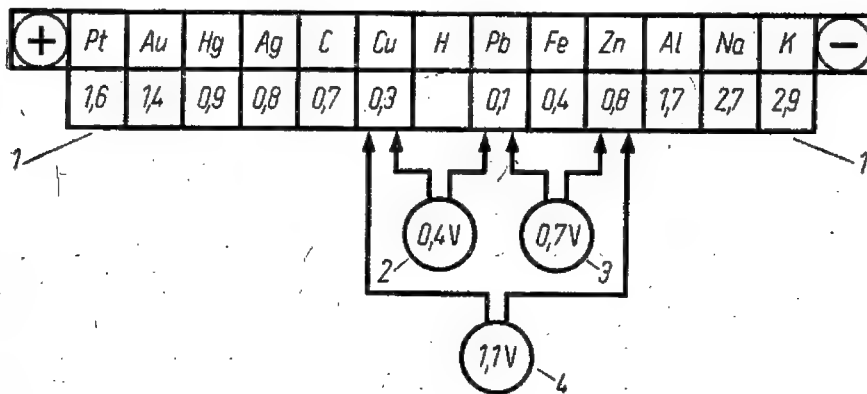 + Pt Au Hg Ag C Cu H Pb Fe Zn Al Na K −
1,6 1,4 0,9 0,8 0,7 0,3 0,1 0,4 0,8 1,7 2,7 2,9
1 1
0,4V 0,7V
2 3
1,1V
4